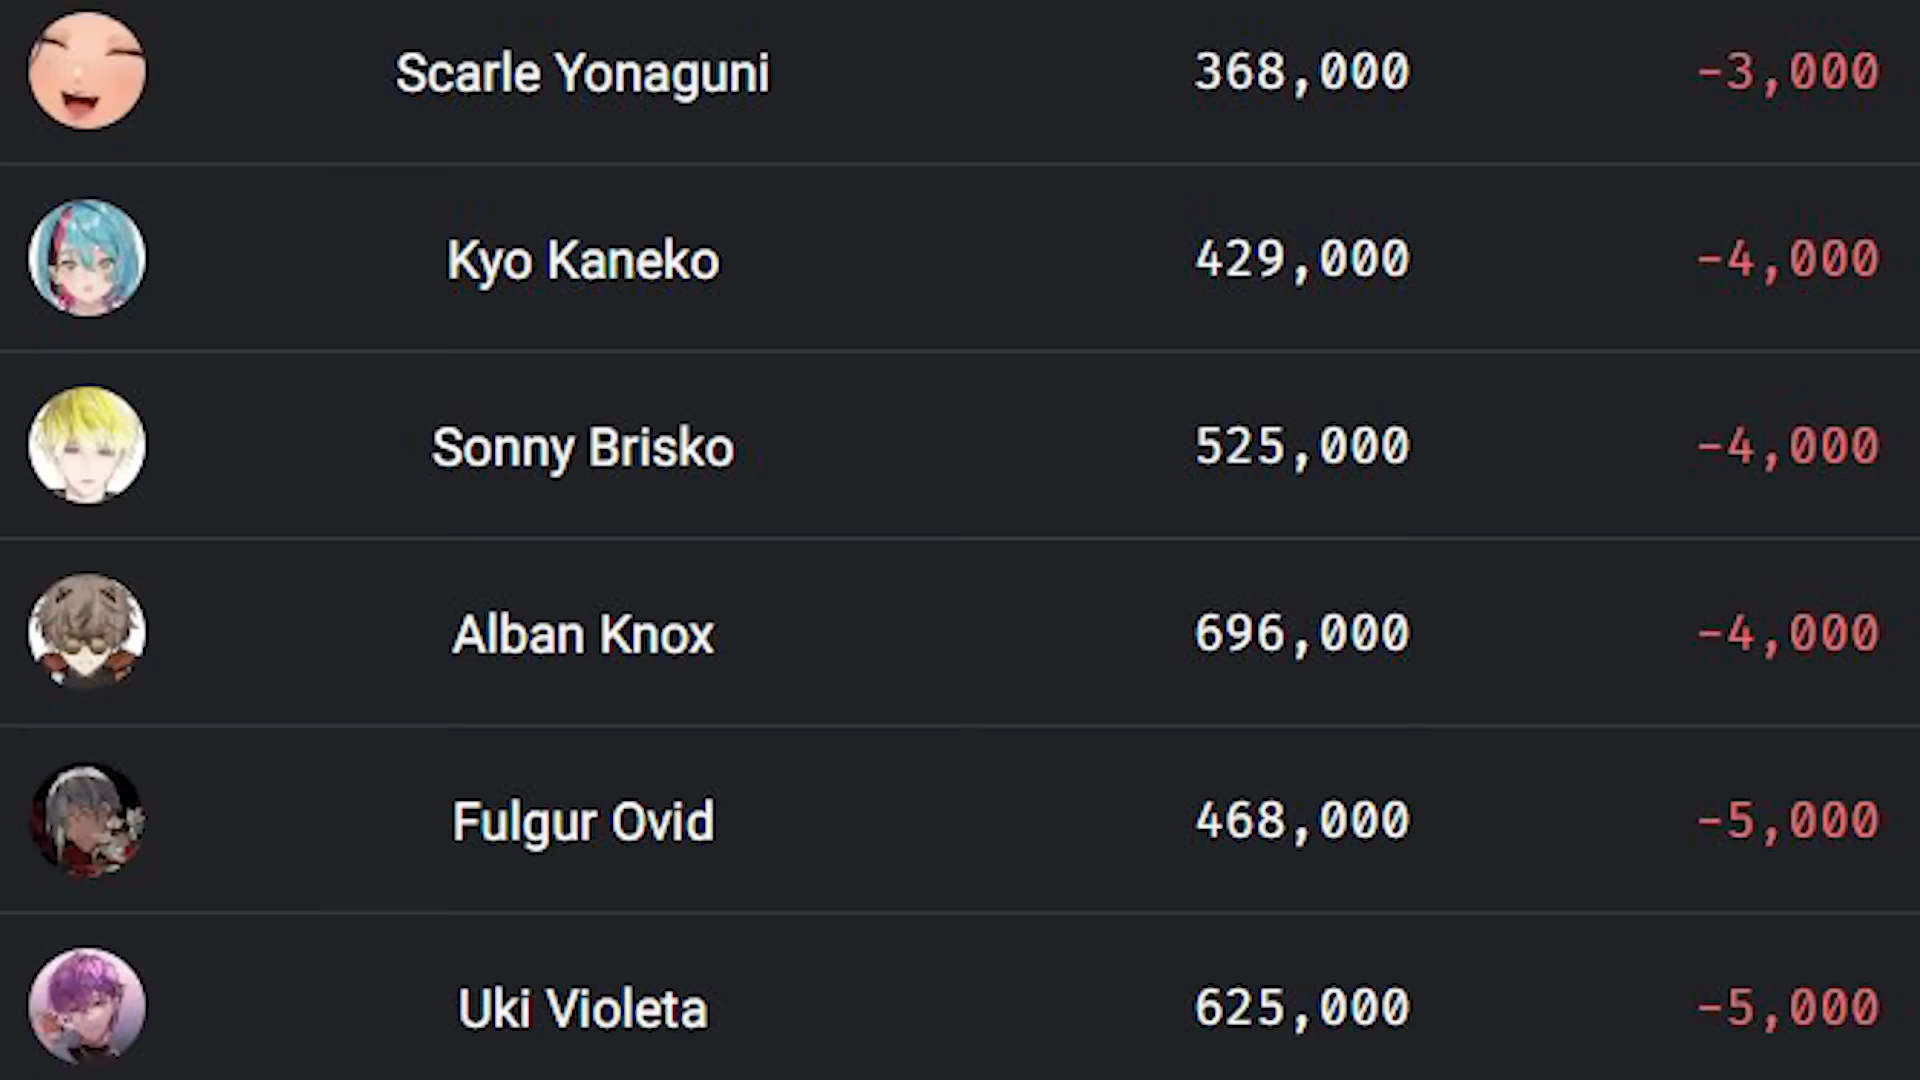 Scarle Yonaguni 368,000 -3,000
Kyo Kaneko 429,000 -4,000
Sonny Brisko 525,000 -4,000
Alban Knox 696,000 -4,000
Fulgur Ovid 468,000 -5,000
Uki Violeta 625,000 -5,000